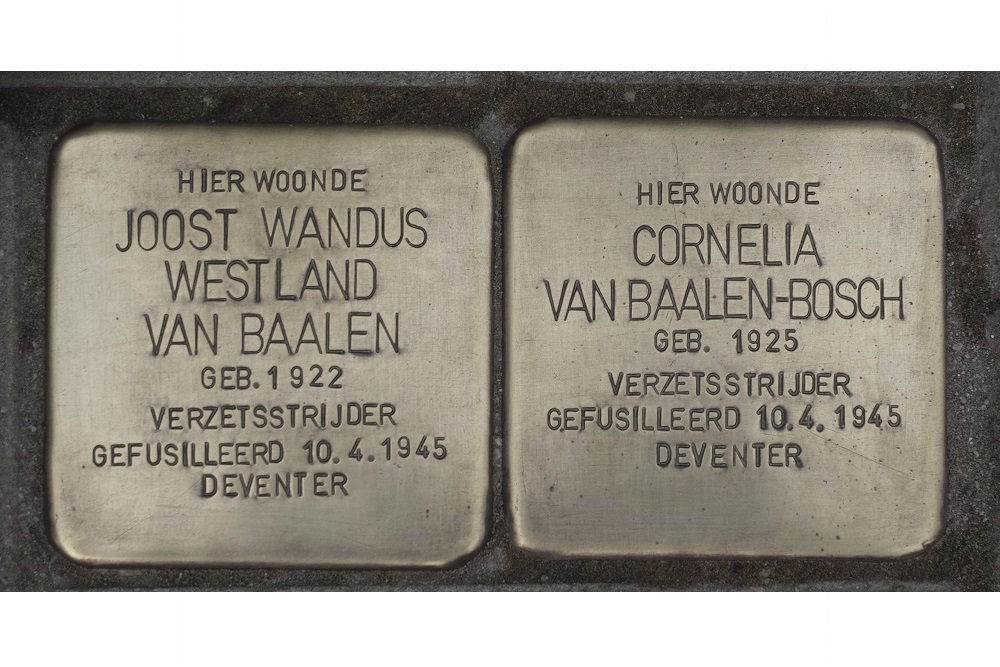 HIER WOONDE
JOOST WANDUS
WESTLAND
VAN BAALEN
GEB. 1922
VERZETSSTRIJDER
GEFUSILLEERD 10.4.1945
DEVENTER
HIER WOONDE
CORNELIA
VAN BAALEN-BOSCH
GEB. 1925
VERZETSSTRIJDER
GEFUSILLEERD 10.4.1945
DEVENTER